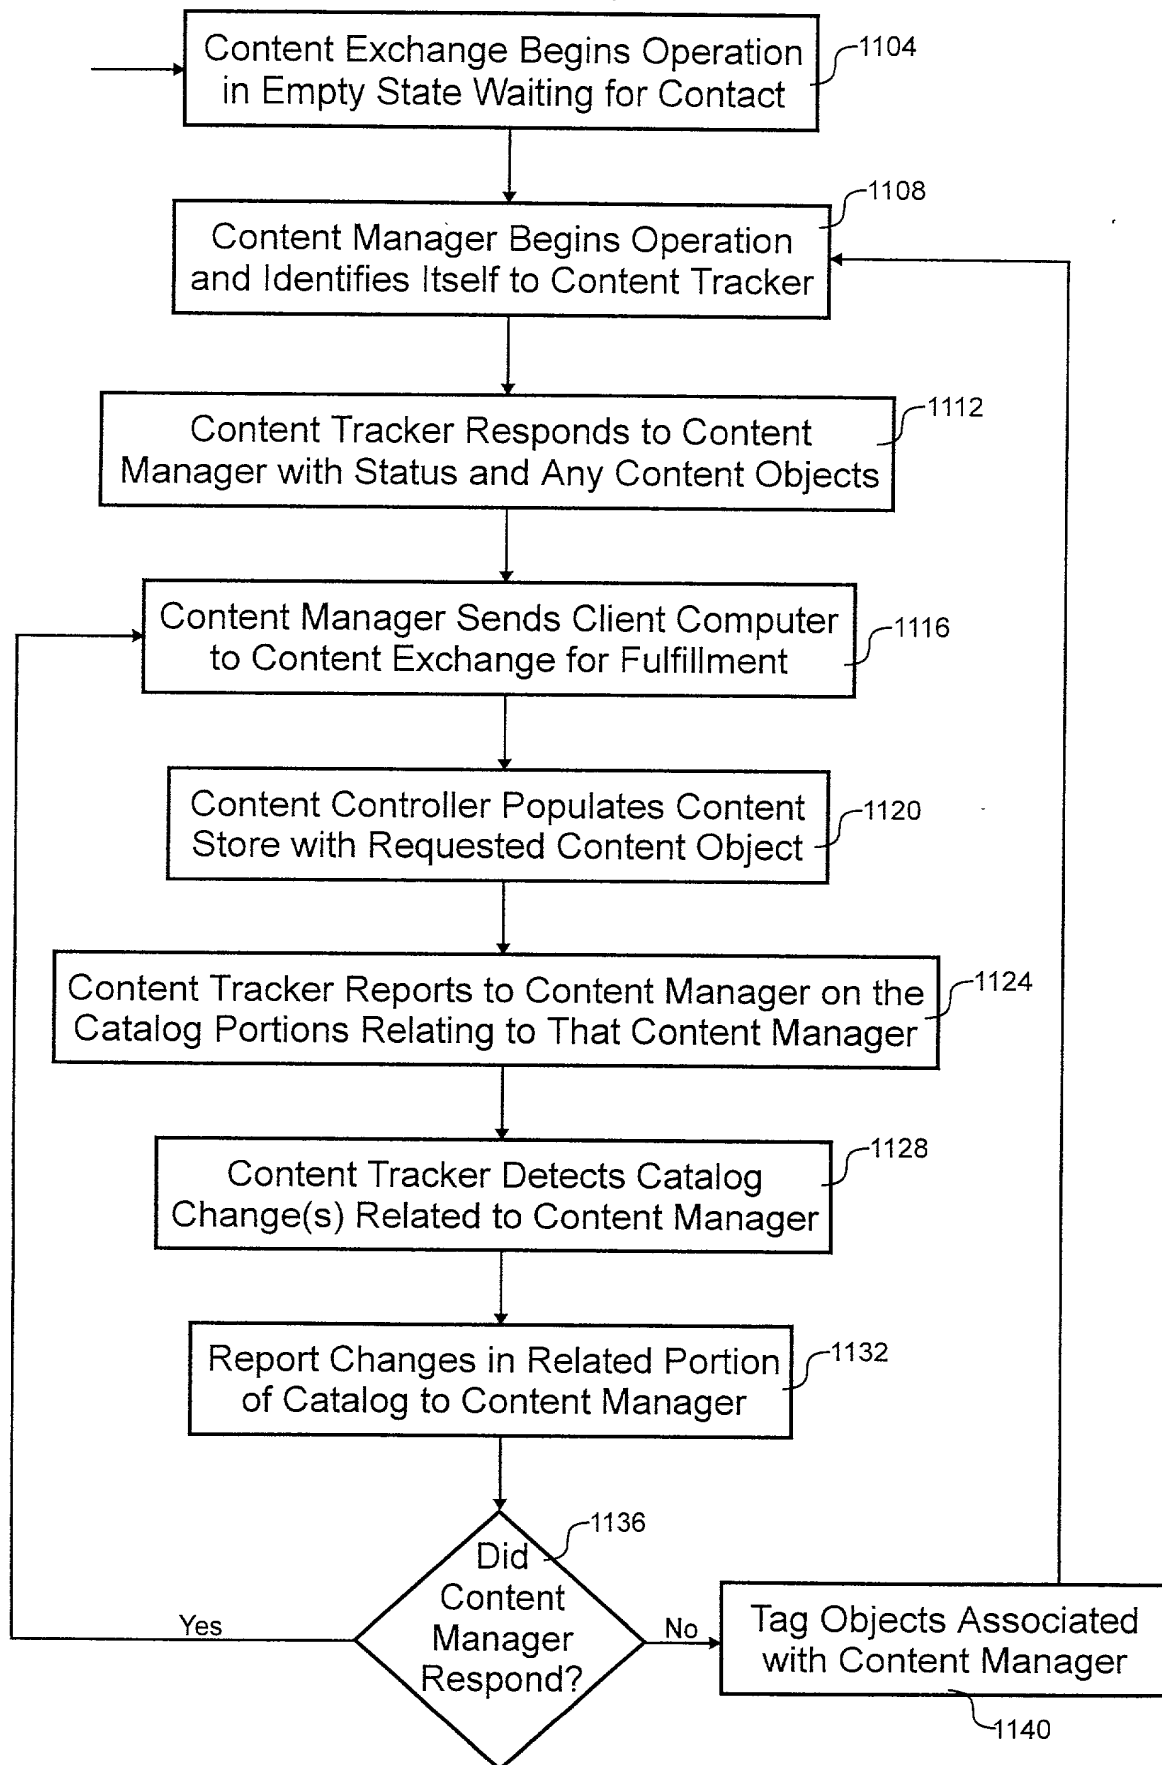 Content Exchange Begins Operation
in Empty State Waiting for Contact
1104
Content Manager Begins Operation
and Identifies Itself to Content Tracker
1108
Content Tracker Responds to Content
Manager with Status and Any Content Objects
1112
Content Manager Sends Client Computer
to Content Exchange for Fulfillment
1116
Content Controller Populates Content
Store with Requested Content Object
1120
Content Tracker Reports to Content Manager on the
Catalog Portions Relating to That Content Manager
1124
Content Tracker Detects Catalog
Change(s) Related to Content Manager
1128
Report Changes in Related Portion
of Catalog to Content Manager
1132
Did
Content
Manager
Respond?
1136
Yes
No
Tag Objects Associated
with Content Manager
1140